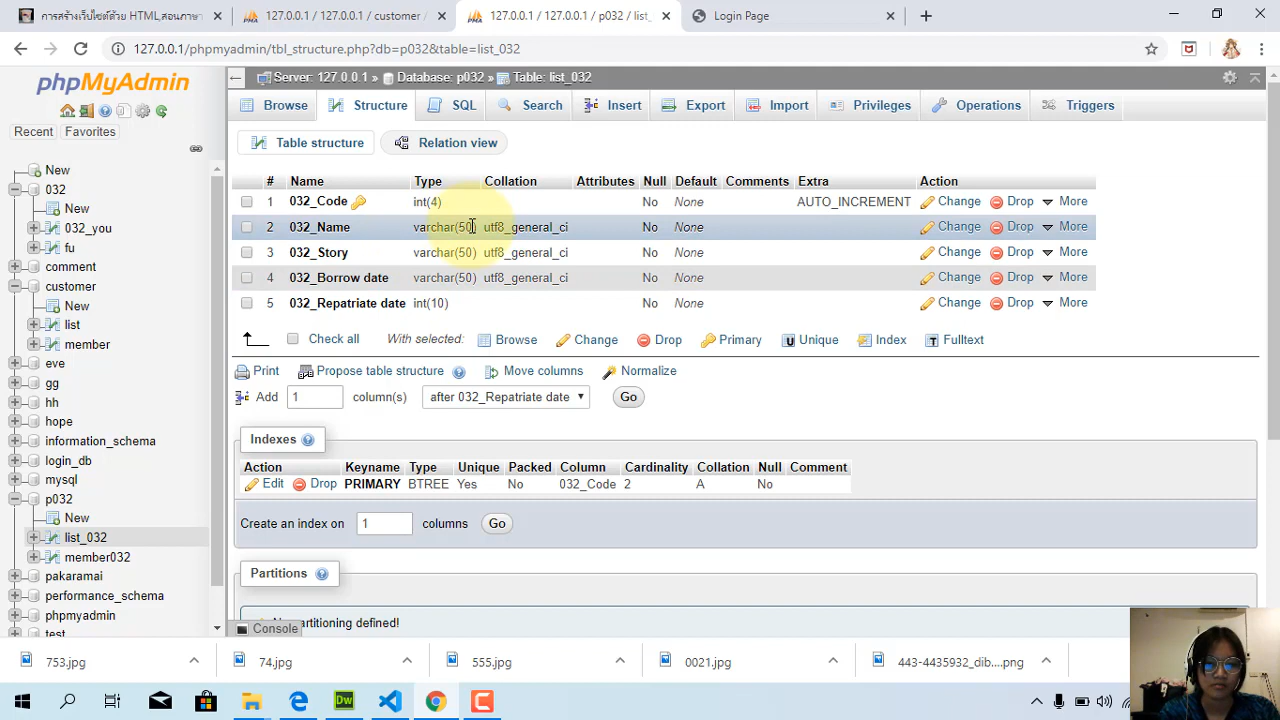 การสร้างเว็บไซต์ด้วย HTML,สอนภาษา
127.0.0.1 / 127.0.0.1 / customer /
127.0.0.1 / 127.0.0.1 / p032 / list_
Login Page
127.0.0.1/phpmyadmin/tbl_structure.php?db=p032&table=list_032
phpMyAdmin
Recent Favorites
New
032
New
032_you
fu
comment
customer
New
list
member
eve
gg
hh
hope
information_schema
login_db
mysql
p032
New
list_032
member032
pakaramai
performance_schema
phpmyadmin
test
Server: 127.0.0.1 » Database: p032 » Table: list_032
Browse Structure SQL Search Insert Export Import Privileges Operations Triggers
Table structure Relation view
# Name Type Collation Attributes Null Default Comments Extra Action
1 032_Code int(4) No None AUTO_INCREMENT Change Drop More
2 032_Name varchar(50) utf8_general_ci No None Change Drop More
3 032_Story varchar(50) utf8_general_ci No None Change Drop More
4 032_Borrow date varchar(50) utf8_general_ci No None Change Drop More
5 032_Repatriate date int(10) No None Change Drop More
Check all With selected: Browse Change Drop Primary Unique Index Fulltext
Print Propose table structure Move columns Normalize
Add 1 column(s) after 032_Repatriate date Go
Indexes
Action Keyname Type Unique Packed Column Cardinality Collation Null Comment
Edit Drop PRIMARY BTREE Yes No 032_Code 2 A No
Create an index on 1 columns Go
Partitions
partitioning defined!
Console
753.jpg 74.jpg 555.jpg 0021.jpg 443-4435932_dib....png